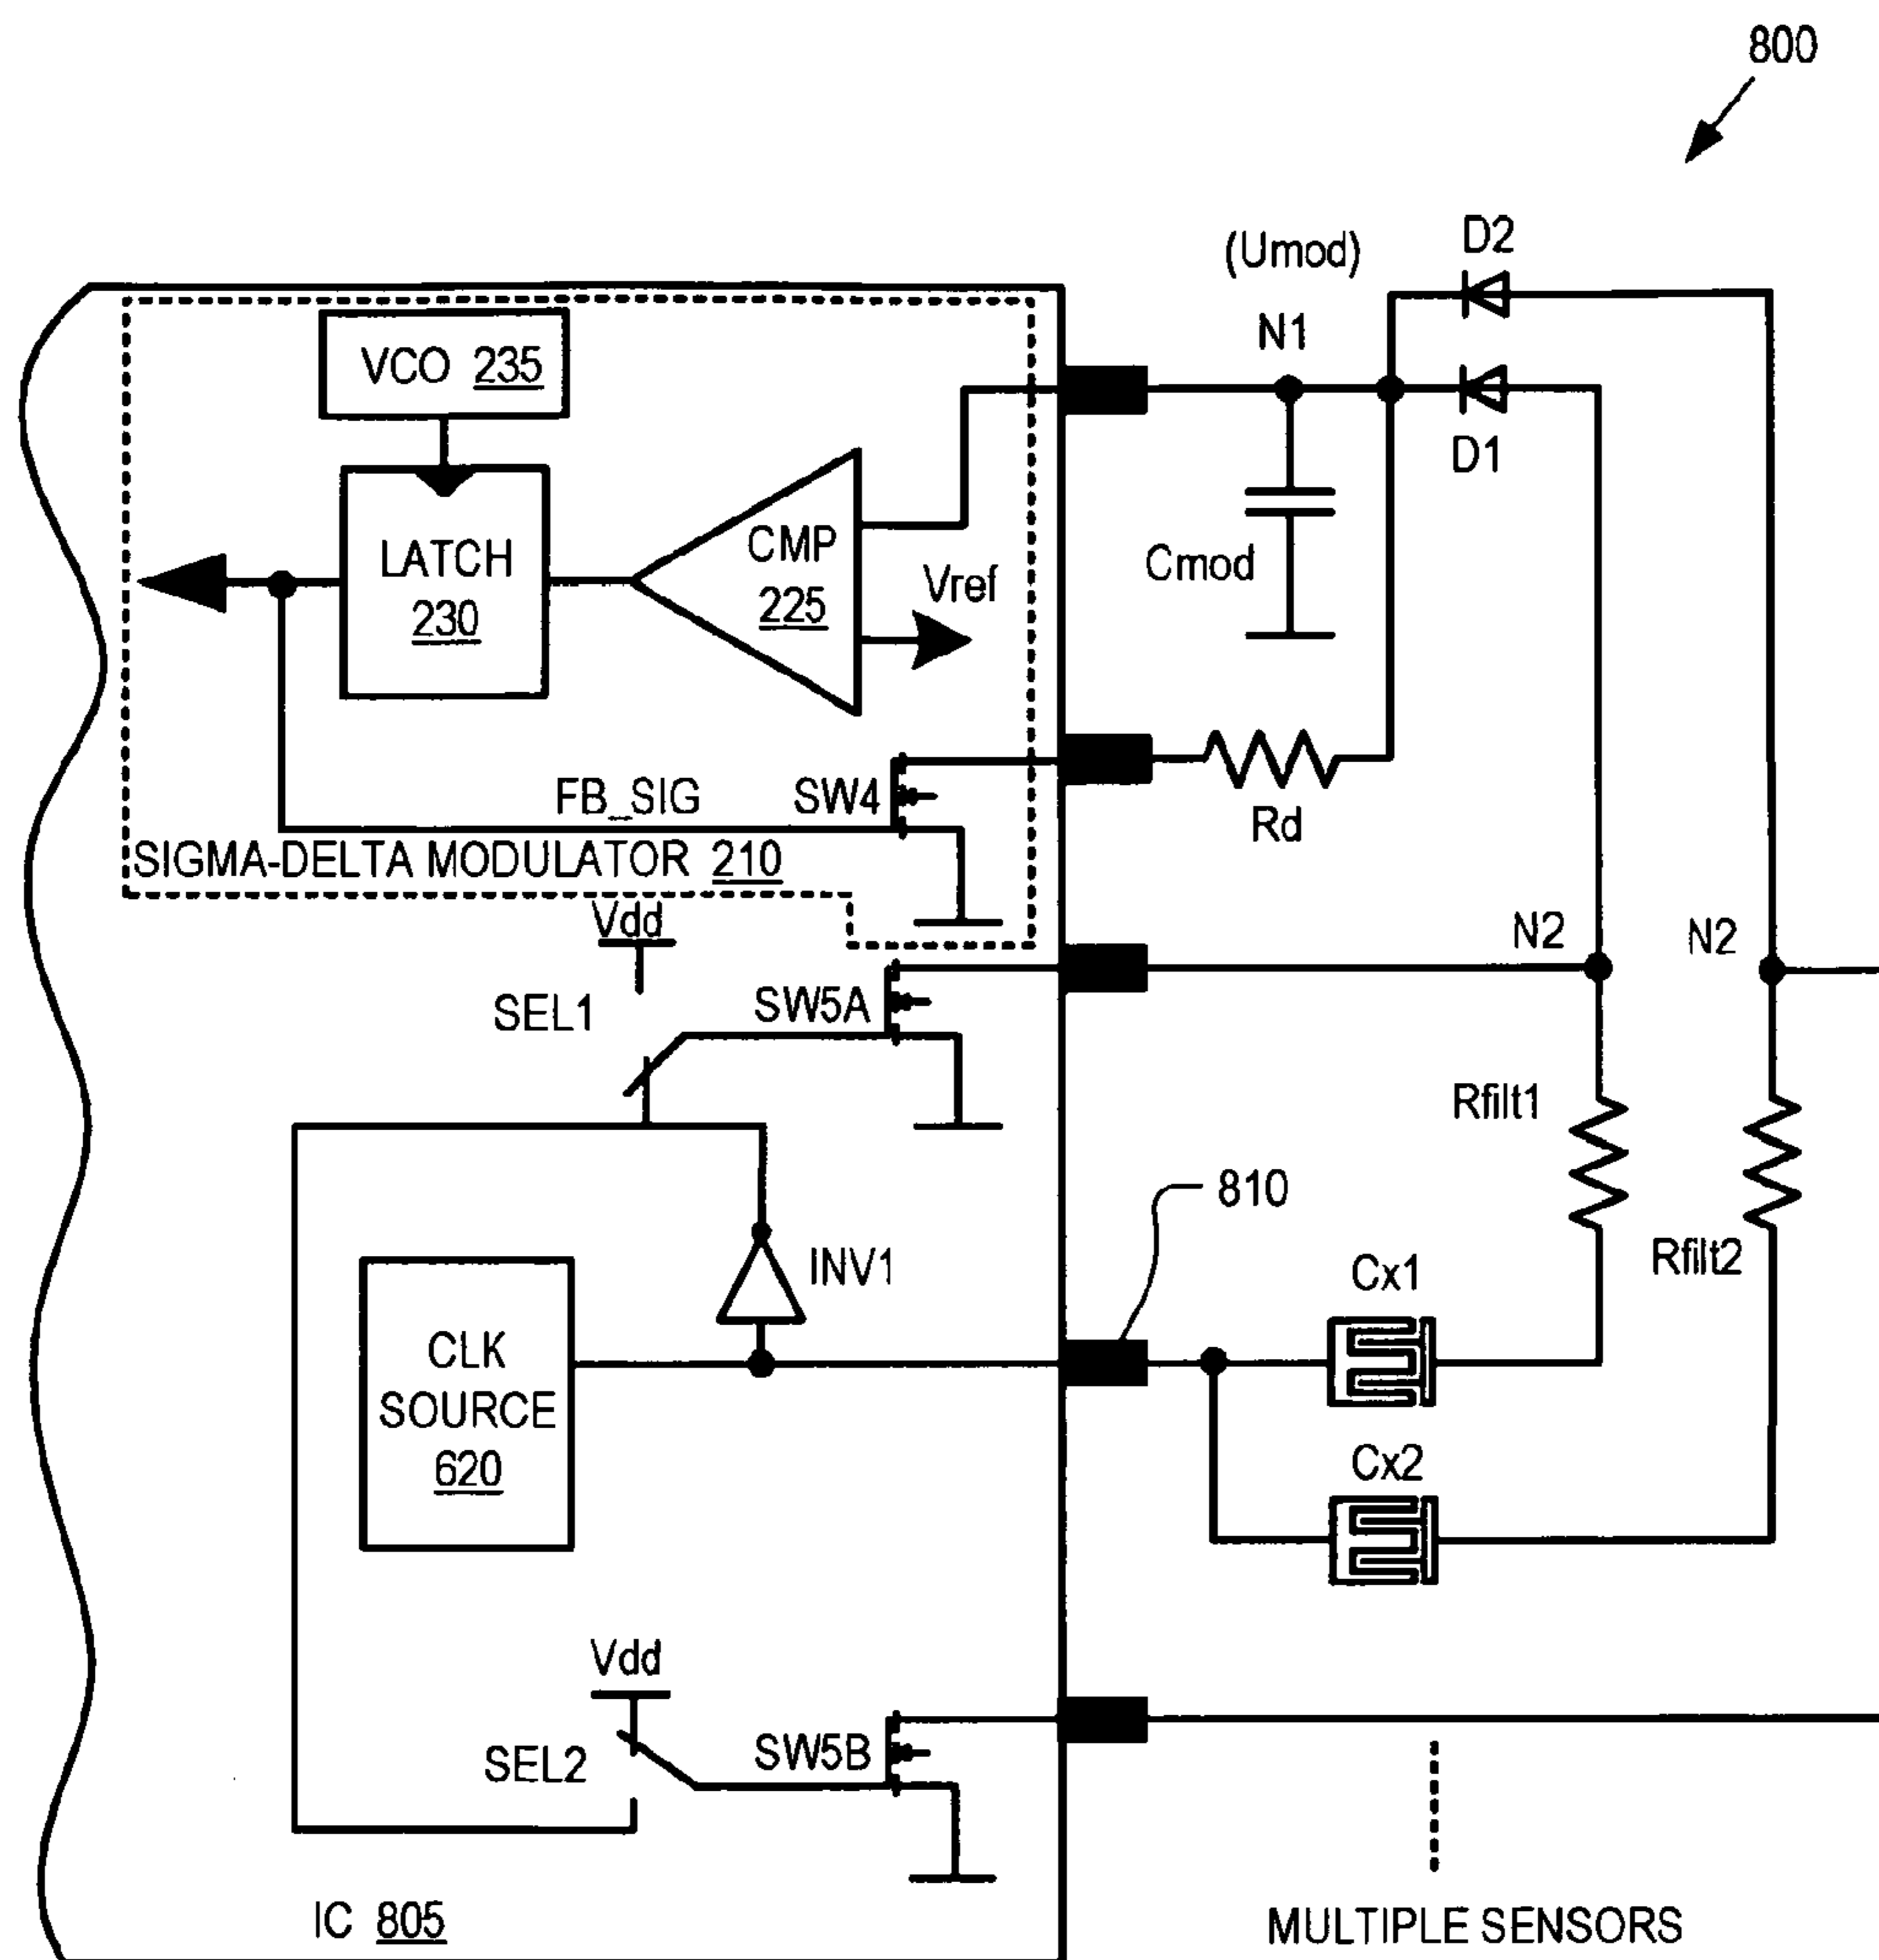 800
(Umod)
D2
N1
D1
VCO 235
LATCH
230
CMP
225
Vref
Cmod
FB_SIG
SW4
Rd
SIGMA-DELTA MODULATOR 210
Vdd
N2
N2
SEL1
SW5A
Rfilt1
810
INV1
Rfilt2
Cx1
CLK
SOURCE
620
Cx2
Vdd
SEL2
SW5B
IC 805
MULTIPLE SENSORS